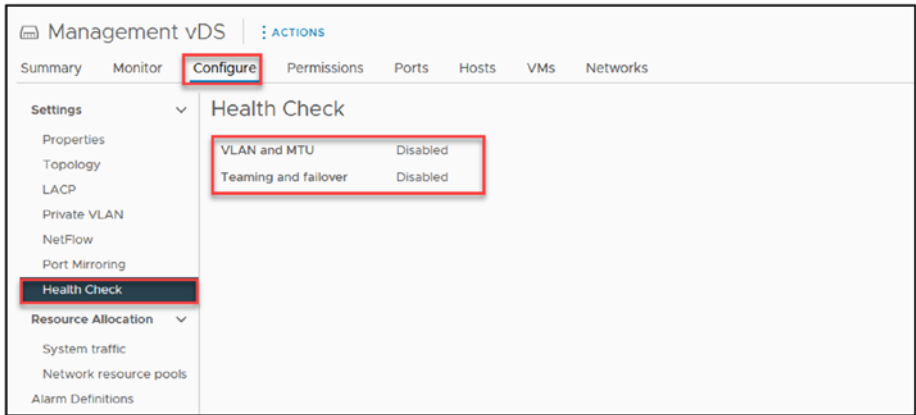 Management vDS ACTIONS
Summary Monitor Configure Permissions Ports Hosts VMs Networks
Settings
Properties
Topology
LACP
Private VLAN
NetFlow
Port Mirroring
Health Check
Resource Allocation
System traffic
Network resource pools
Alarm Definitions
Health Check
VLAN and MTU Disabled
Teaming and failover Disabled